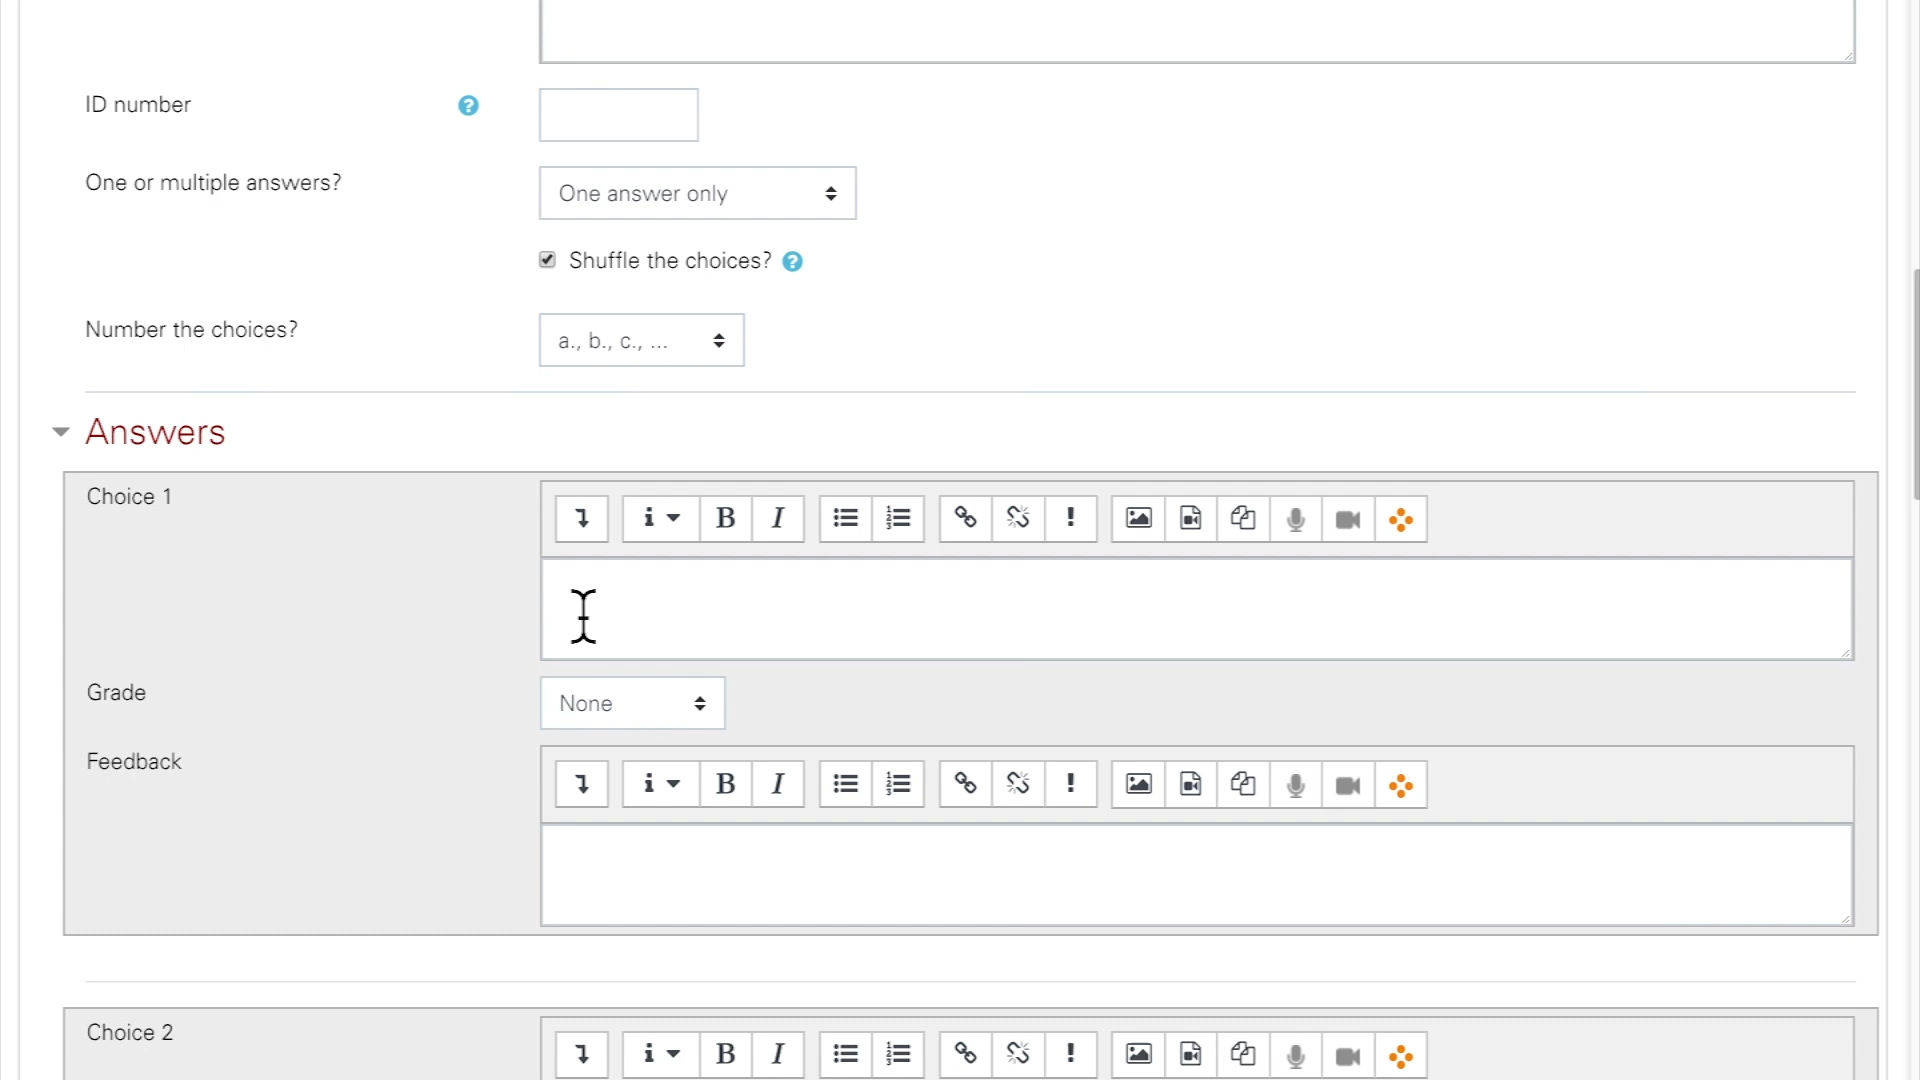 ID number
One or multiple answers?
One answer only
Shuffle the choices?
Number the choices?
a., b., c., ...
Answers
Choice 1
B I
Grade
None
Feedback
B I
Choice 2
B I